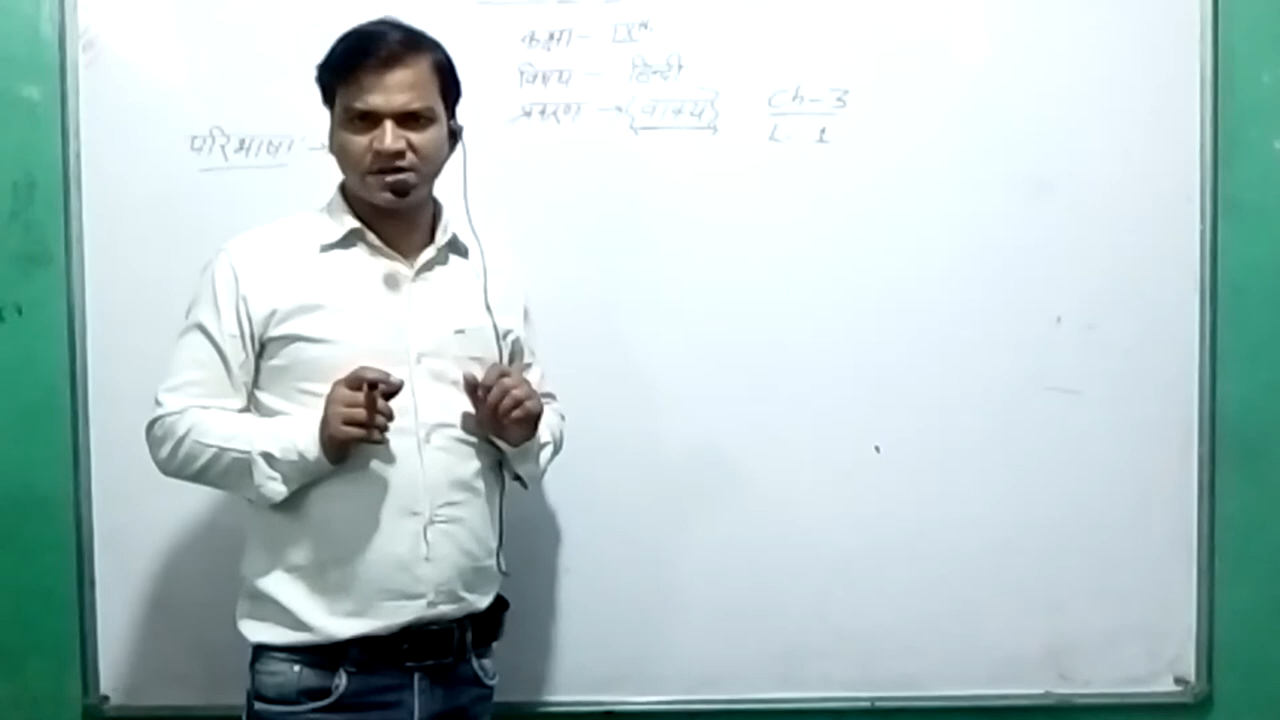 कक्षा - IXth
विषय - हिन्दी
प्रकरण → {वाक्य} Ch-3
L-1
परिभाषा :→